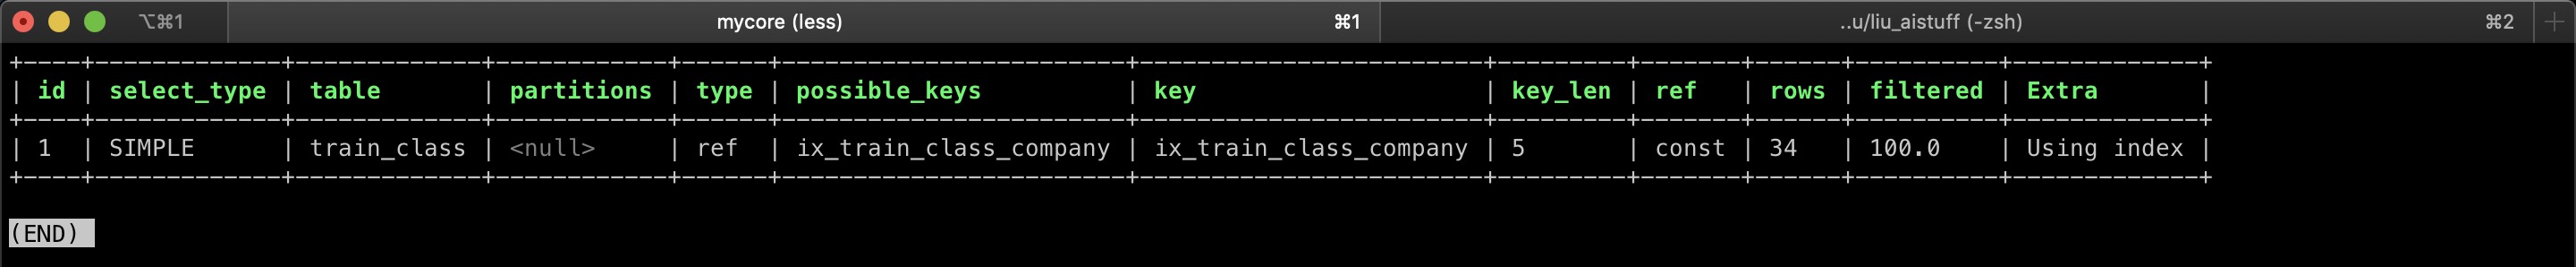 ⌥⌘1 mycore (less) ⌘1 ..u/liu_aistuff (-zsh) ⌘2 +
+----+-------------+-------------+------------+------+------------------------+------------------------+---------+-------+------+----------+-------------+
| id | select_type | table       | partitions | type | possible_keys          | key                    | key_len | ref   | rows | filtered | Extra       |
+----+-------------+-------------+------------+------+------------------------+------------------------+---------+-------+------+----------+-------------+
| 1  | SIMPLE      | train_class | <null>     | ref  | ix_train_class_company | ix_train_class_company | 5       | const | 34   | 100.0    | Using index |
+----+-------------+-------------+------------+------+------------------------+------------------------+---------+-------+------+----------+-------------+
(END)